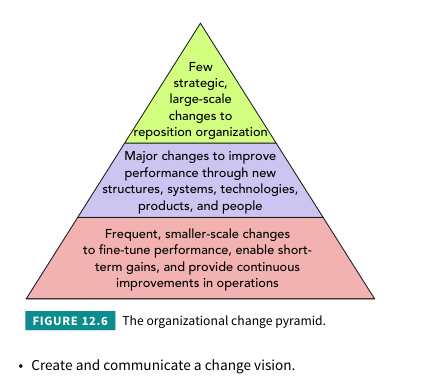 Few
strategic,
large-scale
changes to
reposition organization
Major changes to improve
performance through new
structures, systems, technologies,
products, and people
Frequent, smaller-scale changes
to fine-tune performance, enable short-
term gains, and provide continuous
improvements in operations
FIGURE 12.6 The organizational change pyramid.
• Create and communicate a change vision.